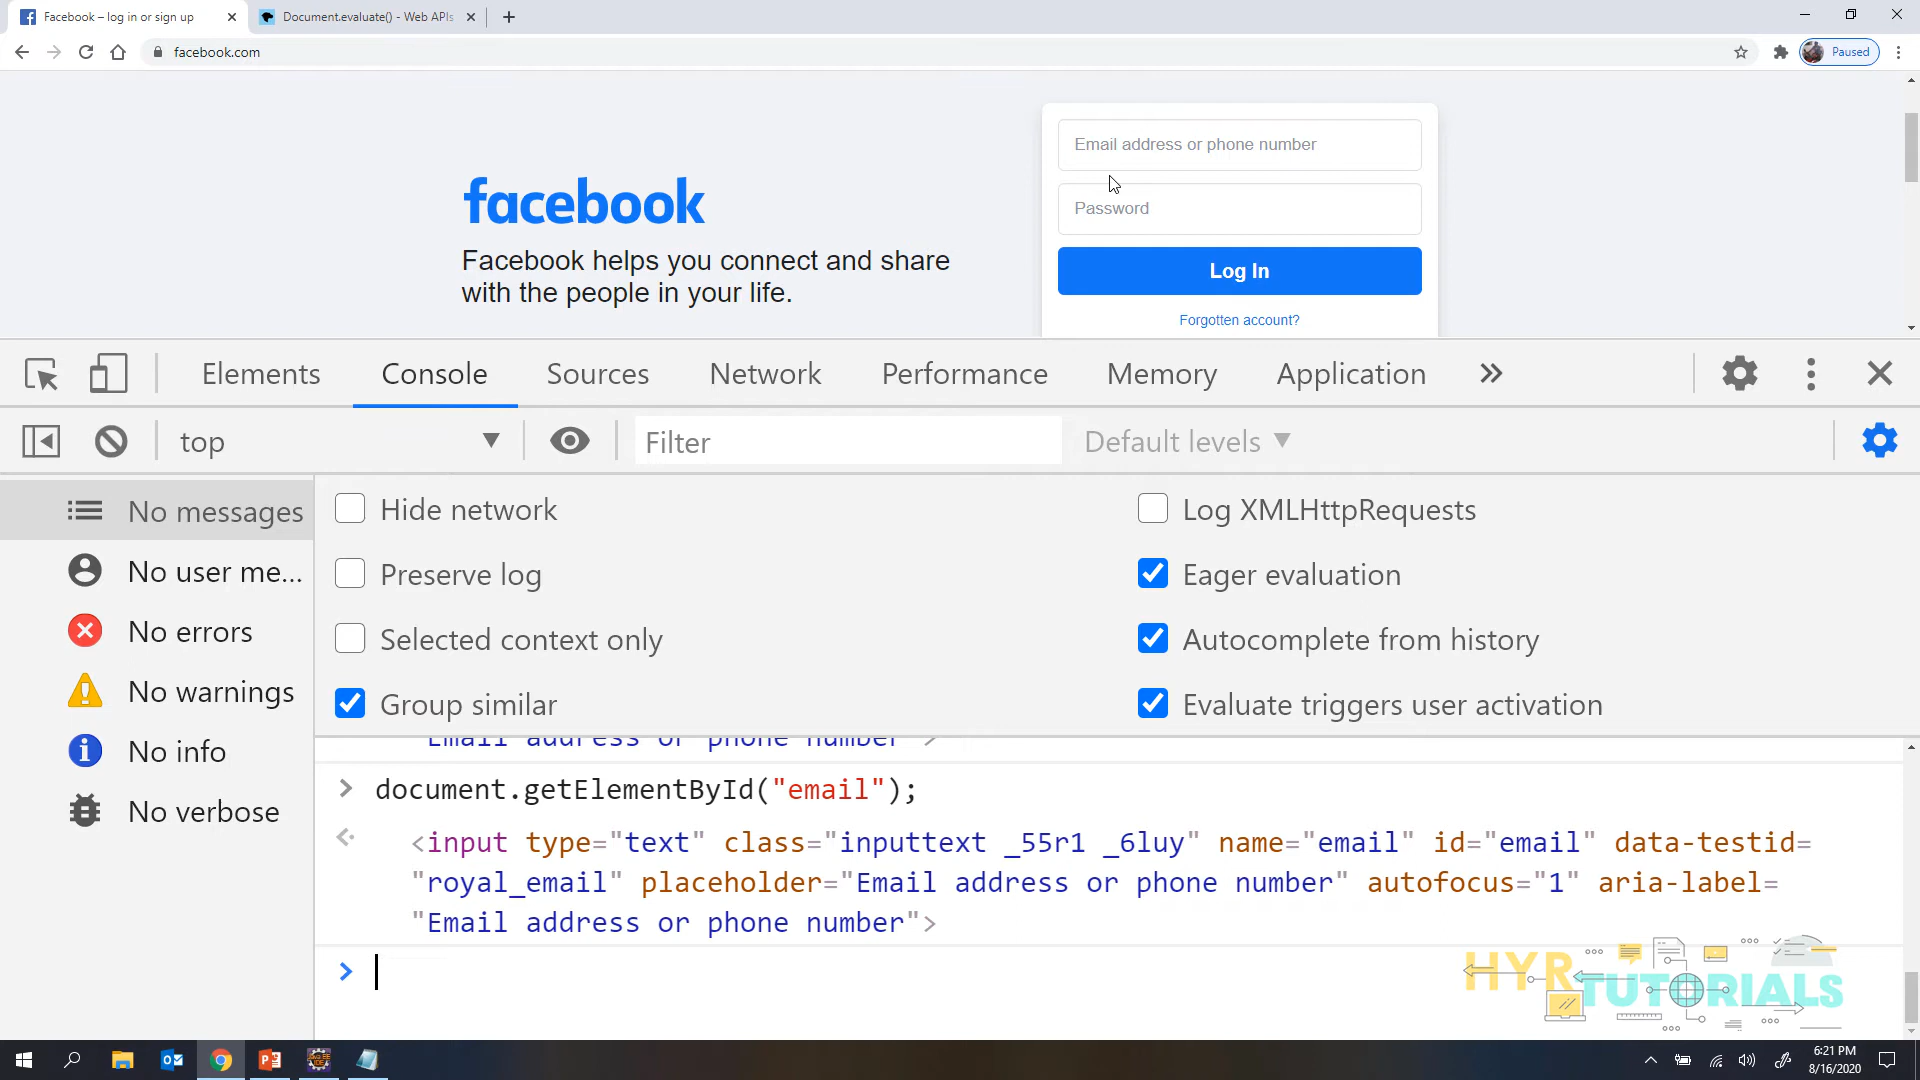 Facebook – log in or sign up
Document.evaluate() - Web APIs
facebook.com
Paused
facebook
Facebook helps you connect and share
with the people in your life.
Email address or phone number
Password
Log In
Forgotten account?
Elements Console Sources Network Performance Memory Application
top
Filter
Default levels
No messages
No user me...
No errors
No warnings
No info
No verbose
Hide network
Log XMLHttpRequests
Preserve log
Eager evaluation
Selected context only
Autocomplete from history
Group similar
Evaluate triggers user activation
"Email address or phone number">
document.getElementById("email");
<input type="text" class="inputtext _55r1 _6luy" name="email" id="email" data-testid=
"royal_email" placeholder="Email address or phone number" autofocus="1" aria-label=
"Email address or phone number">
HYR TUTORIALS
6:21 PM
8/16/2020